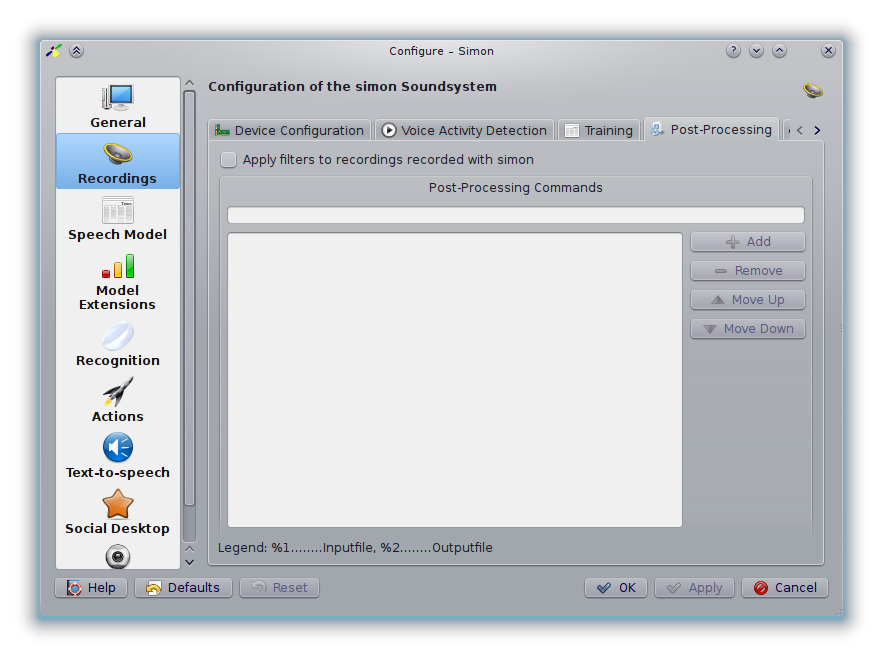 Configure - Simon
General
Recordings
Speech Model
Model
Extensions
Recognition
Actions
Text-to-speech
Social Desktop
Configuration of the simon Soundsystem
Device Configuration
Voice Activity Detection
Training
Post-Processing
Apply filters to recordings recorded with simon
Post-Processing Commands
Add
Remove
Move Up
Move Down
Legend: %1........Inputfile, %2........Outputfile
Help
Defaults
Reset
OK
Apply
Cancel